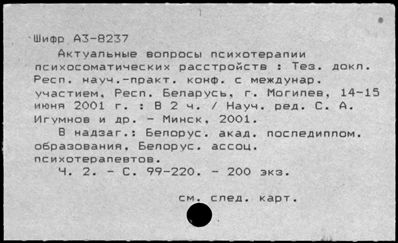 Шифр А3-8237
Актуальные вопросы психотерапии
психосоматических расстройств : Тез. докл.
Респ. науч.-практ. конф. с междунар.
участием, Респ. Беларусь, г. Могилев, 14-15
июня 2001 г. : В 2 ч. / Науч. ред. С. А.
Игумнов и др. - Минск, 2001.
В надзаг.: Белорус. акад. последиплом.
образования, Белорус. ассоц.
психотерапевтов.
Ч. 2. - С. 99-220. - 200 экз.
см. след. карт.